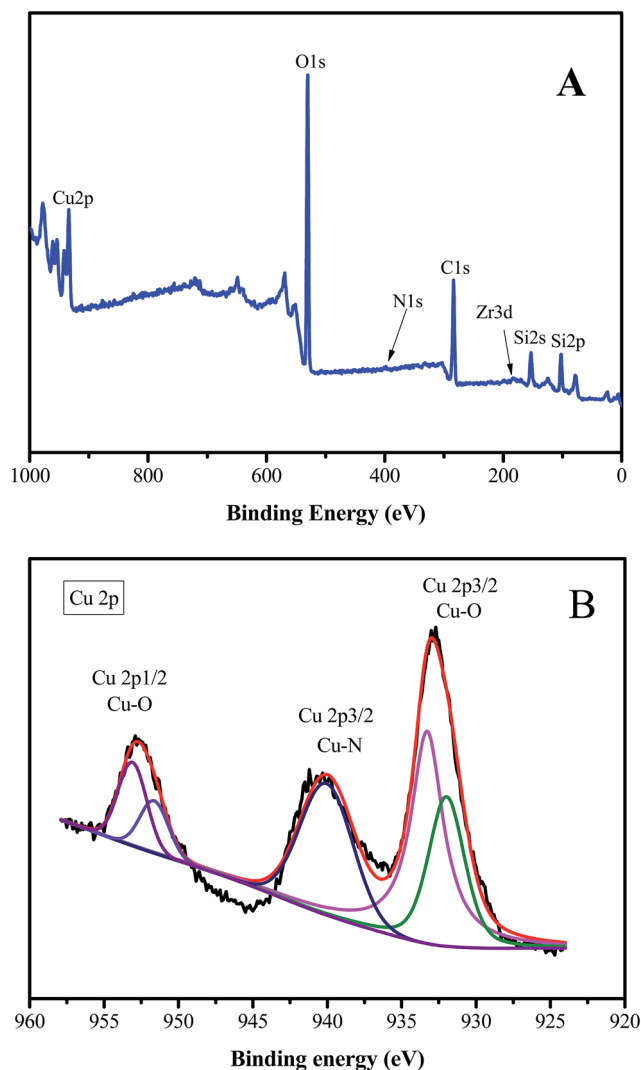 A
O1s
Cu2p
C1s
N1s
Zr3d
Si2s Si2p
1000 800 600 400 200 0
Binding Energy (eV)
B
Cu 2p
Cu 2p3/2
Cu-O
Cu 2p1/2
Cu-O
Cu 2p3/2
Cu-N
960 955 950 945 940 935 930 925 920
Binding energy (eV)